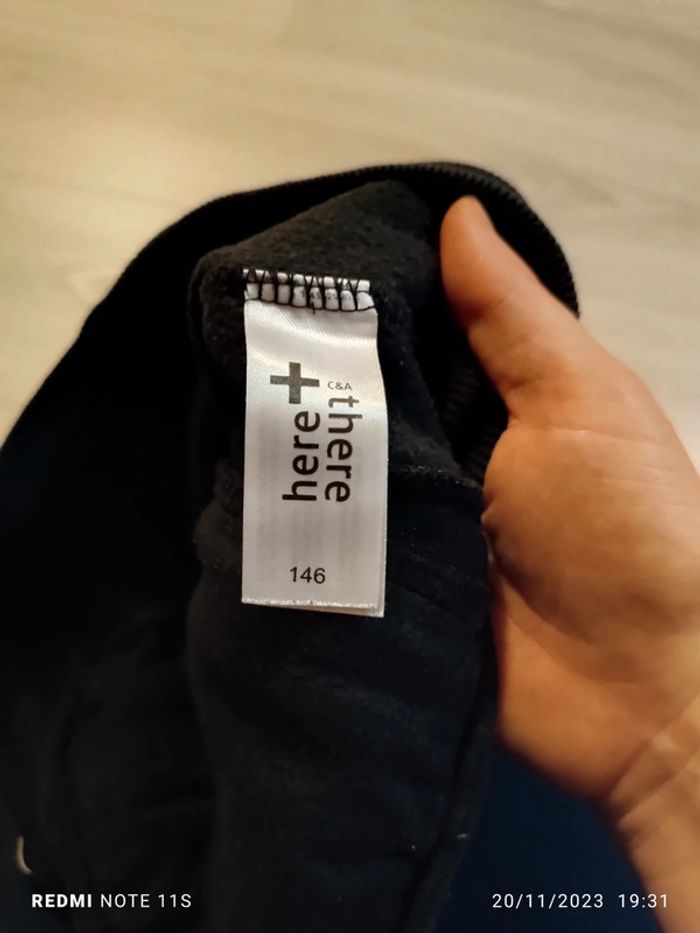 C&A
here+there
146
REDMI NOTE 11S
20/11/2023 19:31